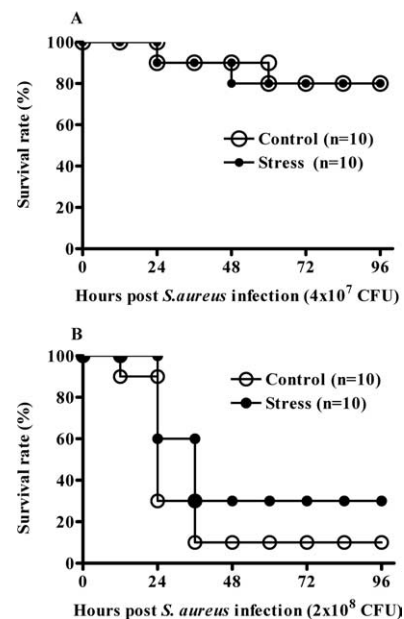 A
100
80
60
40
20
0
Survival rate (%)
Control (n=10)
Stress (n=10)
0 24 48 72 96
Hours post S.aureus infection (4x10⁷ CFU)
B
100
80
60
40
20
0
Survival rate (%)
Control (n=10)
Stress (n=10)
0 24 48 72 96
Hours post S. aureus infection (2x10⁸ CFU)